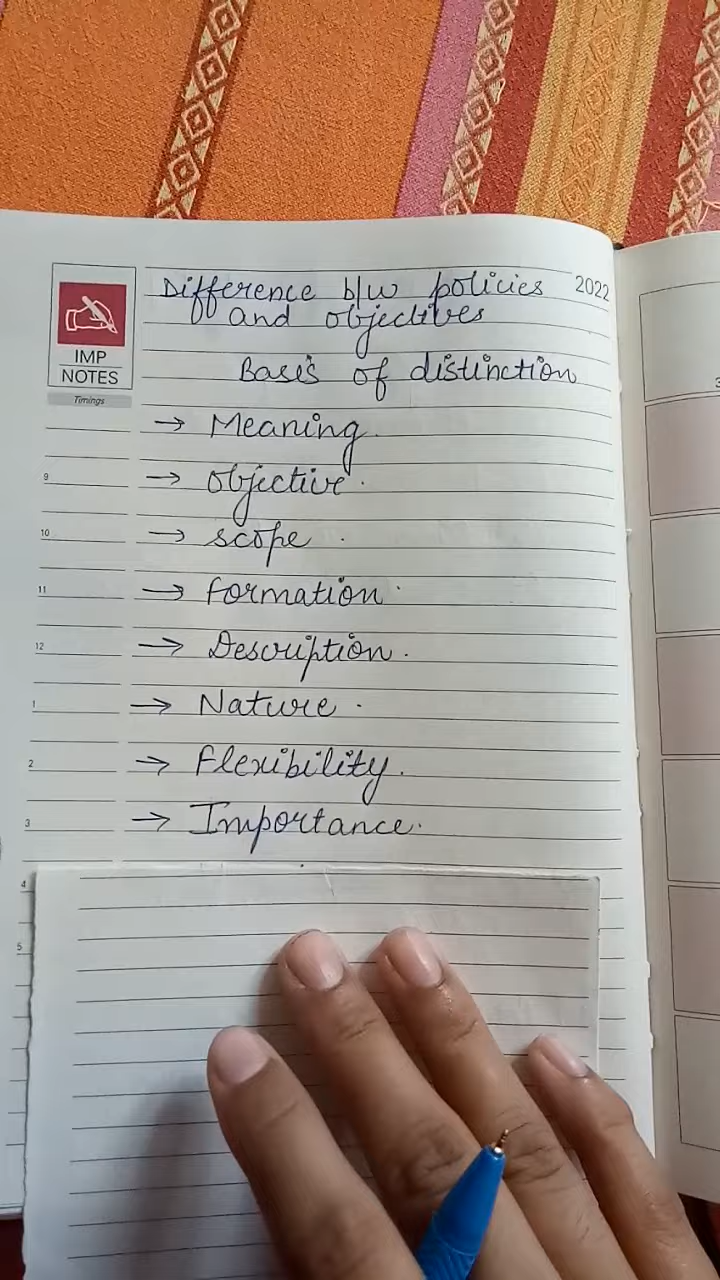 Difference b/w policies 2022
and objectives
IMP
NOTES
Basis of distinction
Timings
→ Meaning.
9 → objective.
10 → scope.
11 → formation.
12 → Description.
1 → Nature.
2 → Flexibility.
3 → Importance.
4
5